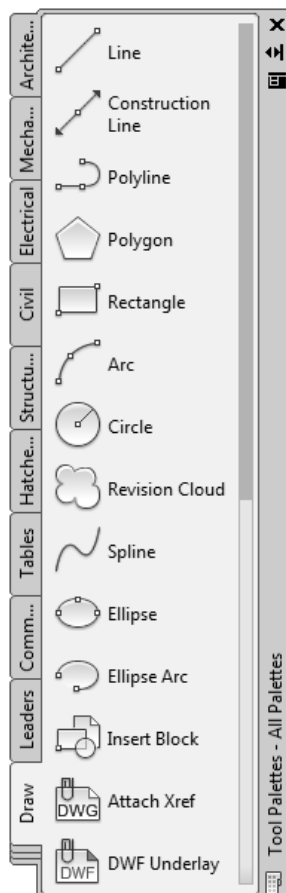 Archite...
Mecha...
Electrical
Civil
Structu...
Hatche...
Tables
Comm...
Leaders
Draw
Line
Construction
Line
Polyline
Polygon
Rectangle
Arc
Circle
Revision Cloud
Spline
Ellipse
Ellipse Arc
Insert Block
DWG
Attach Xref
DWF
DWF Underlay
Tool Palettes - All Palettes